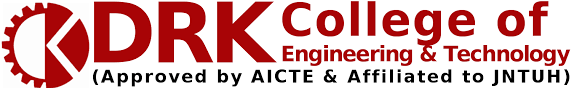 DRK College of
Engineering & Technology
(Approved by AICTE & Affiliated to JNTUH)